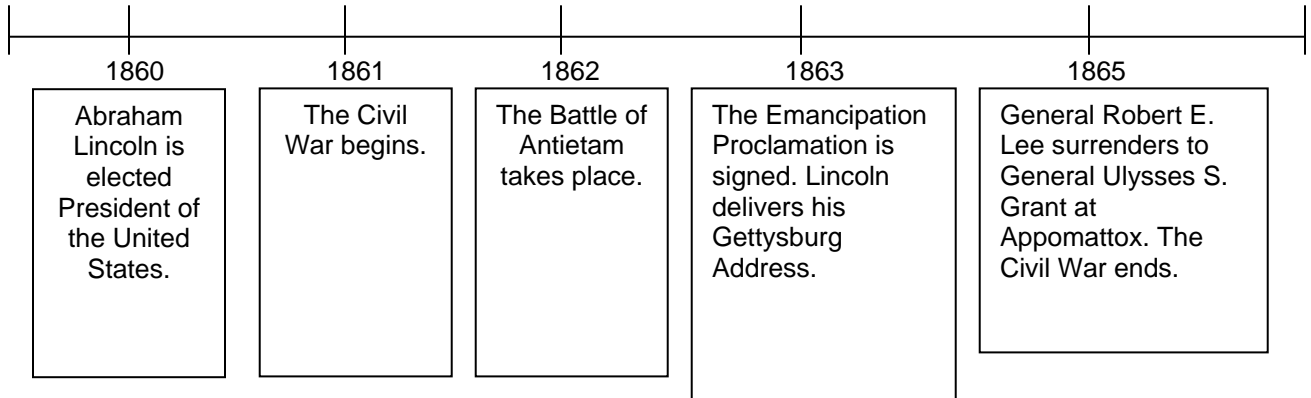 1860
1861
1862
1863
1865
Abraham
Lincoln is
elected
President of
the United
States.
The Civil
War begins.
The Battle of
Antietam
takes place.
The Emancipation
Proclamation is
signed. Lincoln
delivers his
Gettysburg
Address.
General Robert E.
Lee surrenders to
General Ulysses S.
Grant at
Appomattox. The
Civil War ends.